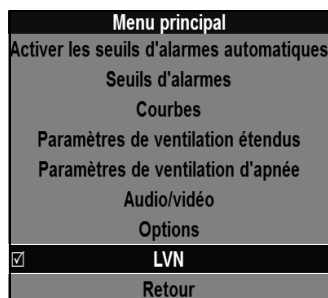 Menu principal
Activer les seuils d'alarmes automatiques
Seuils d'alarmes
Courbes
Paramètres de ventilation étendus
Paramètres de ventilation d'apnée
Audio/vidéo
Options
☑ LVN
Retour